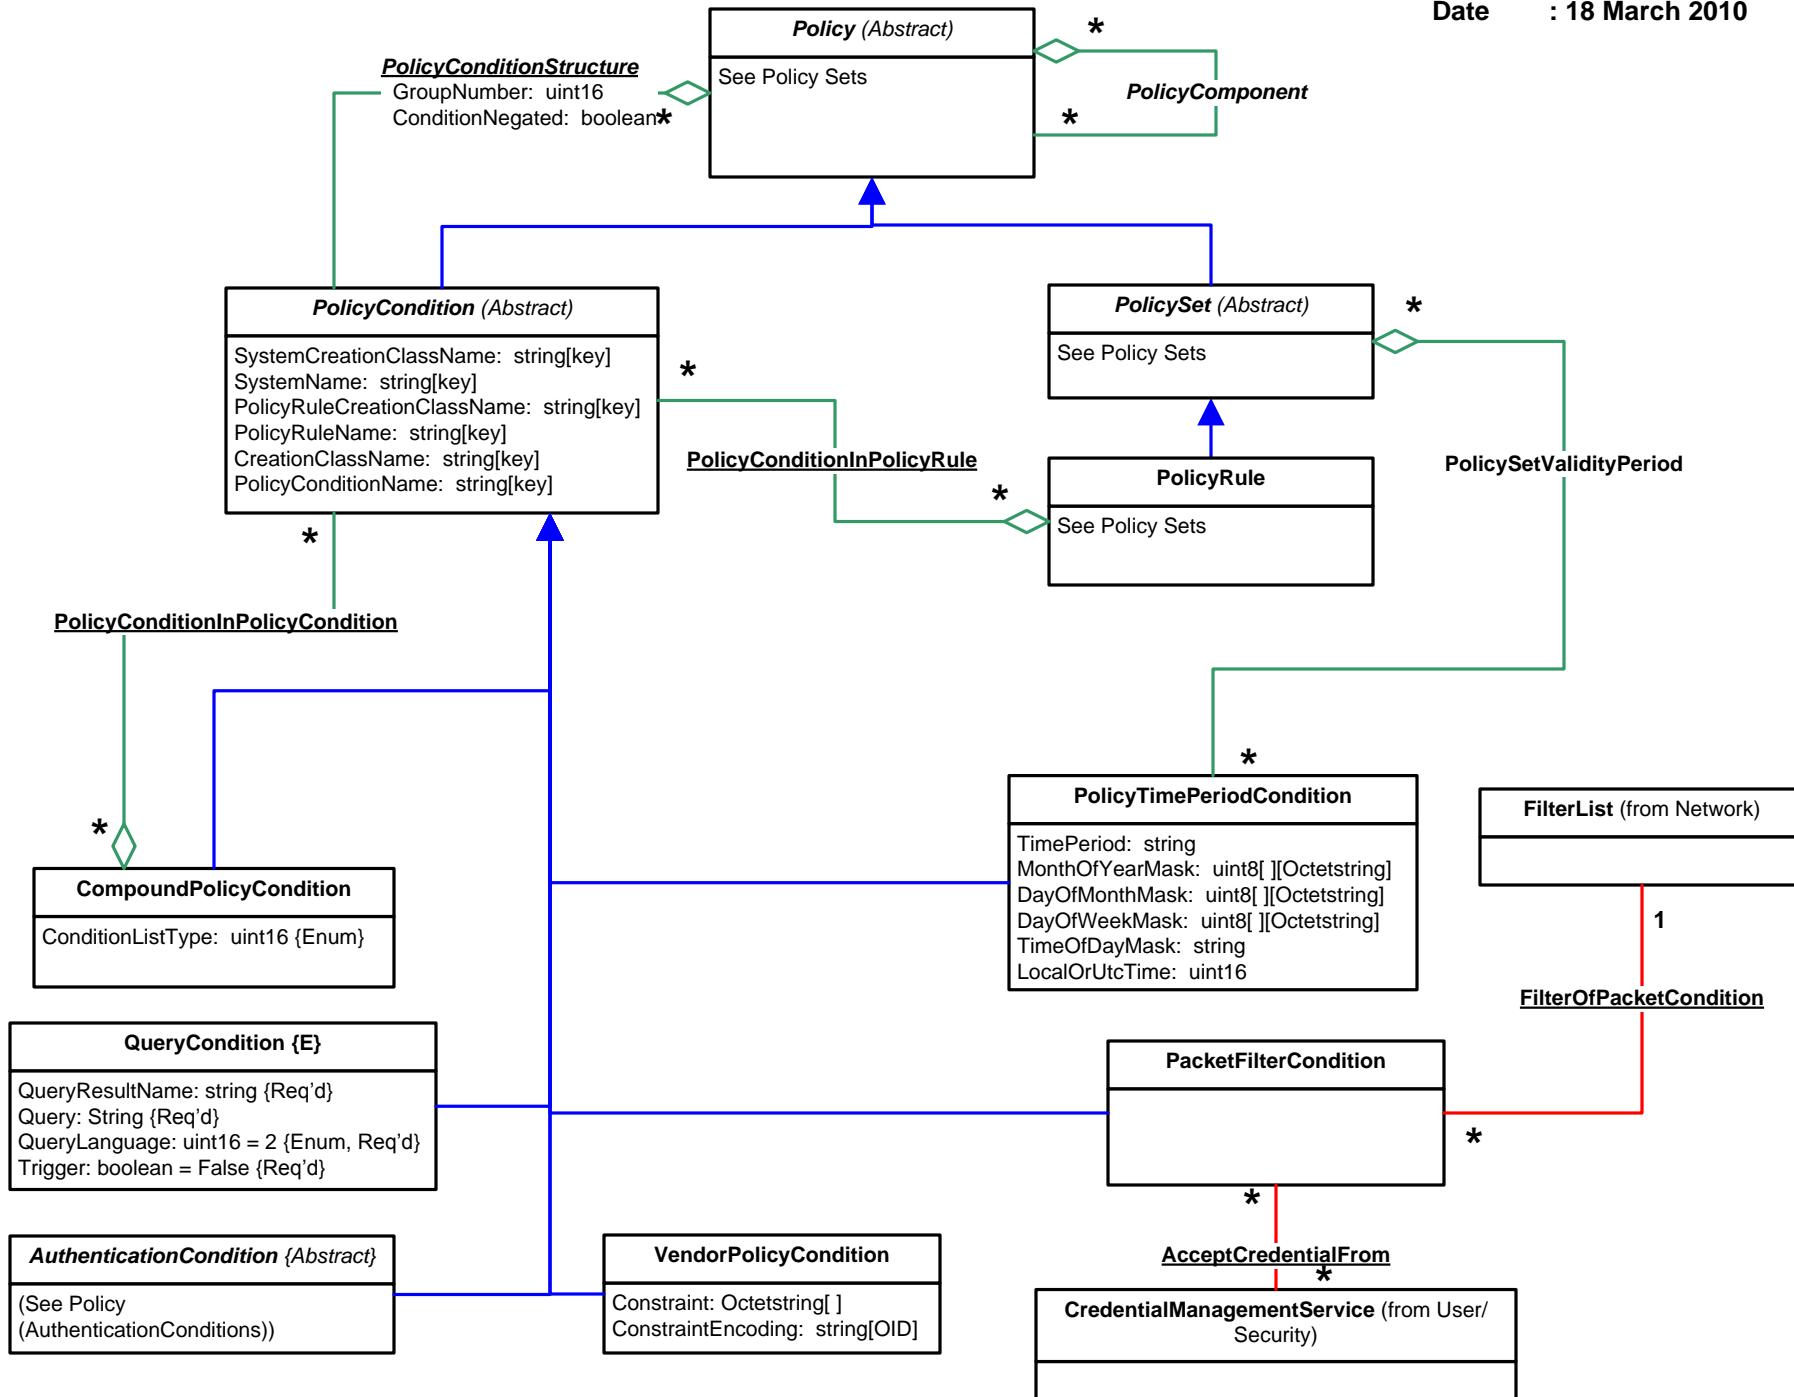 Date : 18 March 2010
Policy (Abstract)
See Policy Sets
*
PolicyComponent
*
PolicyConditionStructure
GroupNumber: uint16
ConditionNegated: boolean
*
PolicyCondition (Abstract)
SystemCreationClassName: string[key]
SystemName: string[key]
PolicyRuleCreationClassName: string[key]
PolicyRuleName: string[key]
CreationClassName: string[key]
PolicyConditionName: string[key]
*
PolicySet (Abstract)
See Policy Sets
*
PolicyConditionInPolicyRule
*
PolicyRule
See Policy Sets
PolicySetValidityPeriod
*
PolicyConditionInPolicyCondition
*
CompoundPolicyCondition
ConditionListType: uint16 {Enum}
*
PolicyTimePeriodCondition
TimePeriod: string
MonthOfYearMask: uint8[ ][Octetstring]
DayOfMonthMask: uint8[ ][Octetstring]
DayOfWeekMask: uint8[ ][Octetstring]
TimeOfDayMask: string
LocalOrUtcTime: uint16
FilterList (from Network)
1
FilterOfPacketCondition
*
QueryCondition {E}
QueryResultName: string {Req’d}
Query: String {Req’d}
QueryLanguage: uint16 = 2 {Enum, Req’d}
Trigger: boolean = False {Req’d}
PacketFilterCondition
*
AcceptCredentialFrom
*
AuthenticationCondition {Abstract}
(See Policy
(AuthenticationConditions))
VendorPolicyCondition
Constraint: Octetstring[ ]
ConstraintEncoding: string[OID]
CredentialManagementService (from User/
Security)